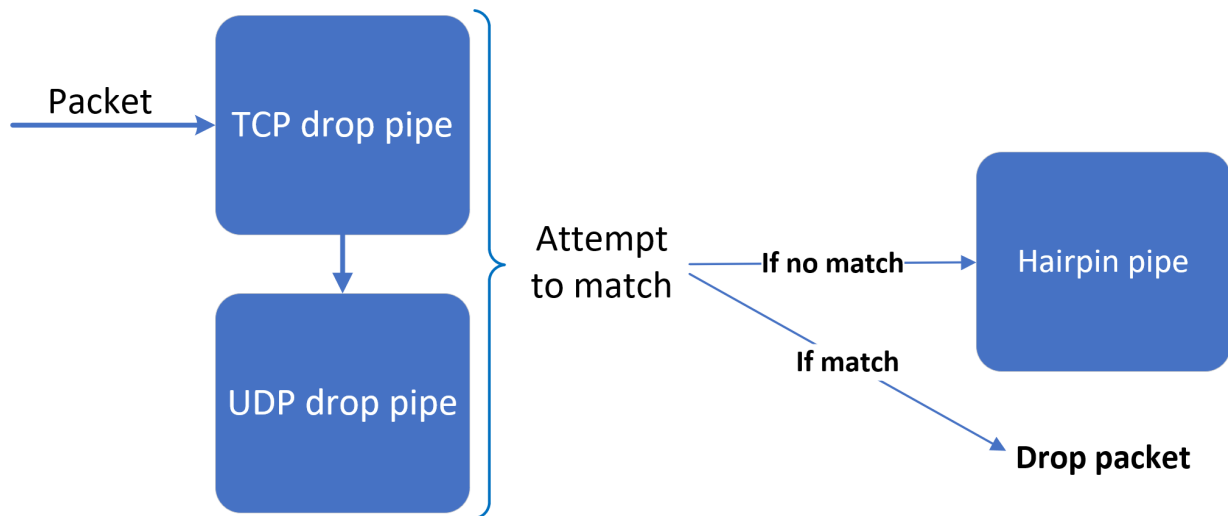 Packet
TCP drop pipe
UDP drop pipe
Attempt
to match
If no match
Hairpin pipe
If match
Drop packet